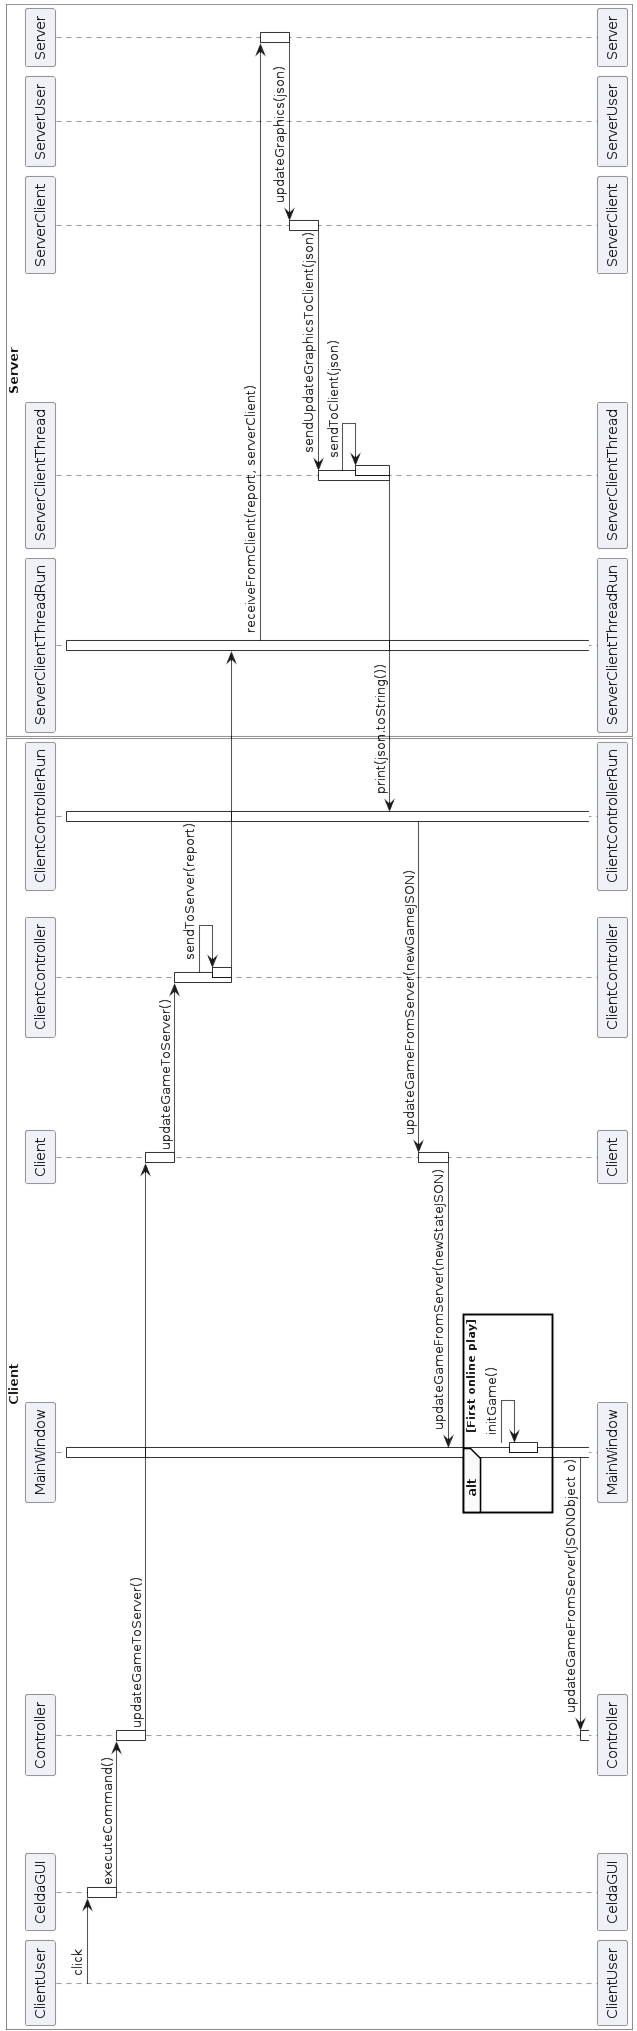 Client
Server
ClientUser
CeldaGUI
Controller
MainWindow
Client
ClientController
ClientControllerRun
ServerClientThreadRun
ServerClientThread
ServerClient
ServerUser
Server
click
executeCommand()
updateGameToServer()
updateGameToServer()
sendToServer(report)
receiveFromClient(report, serverClient)
updateGraphics(json)
sendUpdateGraphicsToClient(json)
sendToClient(json)
print(json.toString())
updateGameFromServer(newGameJSON)
updateGameFromServer(newStateJSON)
alt
[First online play]
initGame()
updateGameFromServer(JSONObject o)
ClientUser
CeldaGUI
Controller
MainWindow
Client
ClientController
ClientControllerRun
ServerClientThreadRun
ServerClientThread
ServerClient
ServerUser
Server